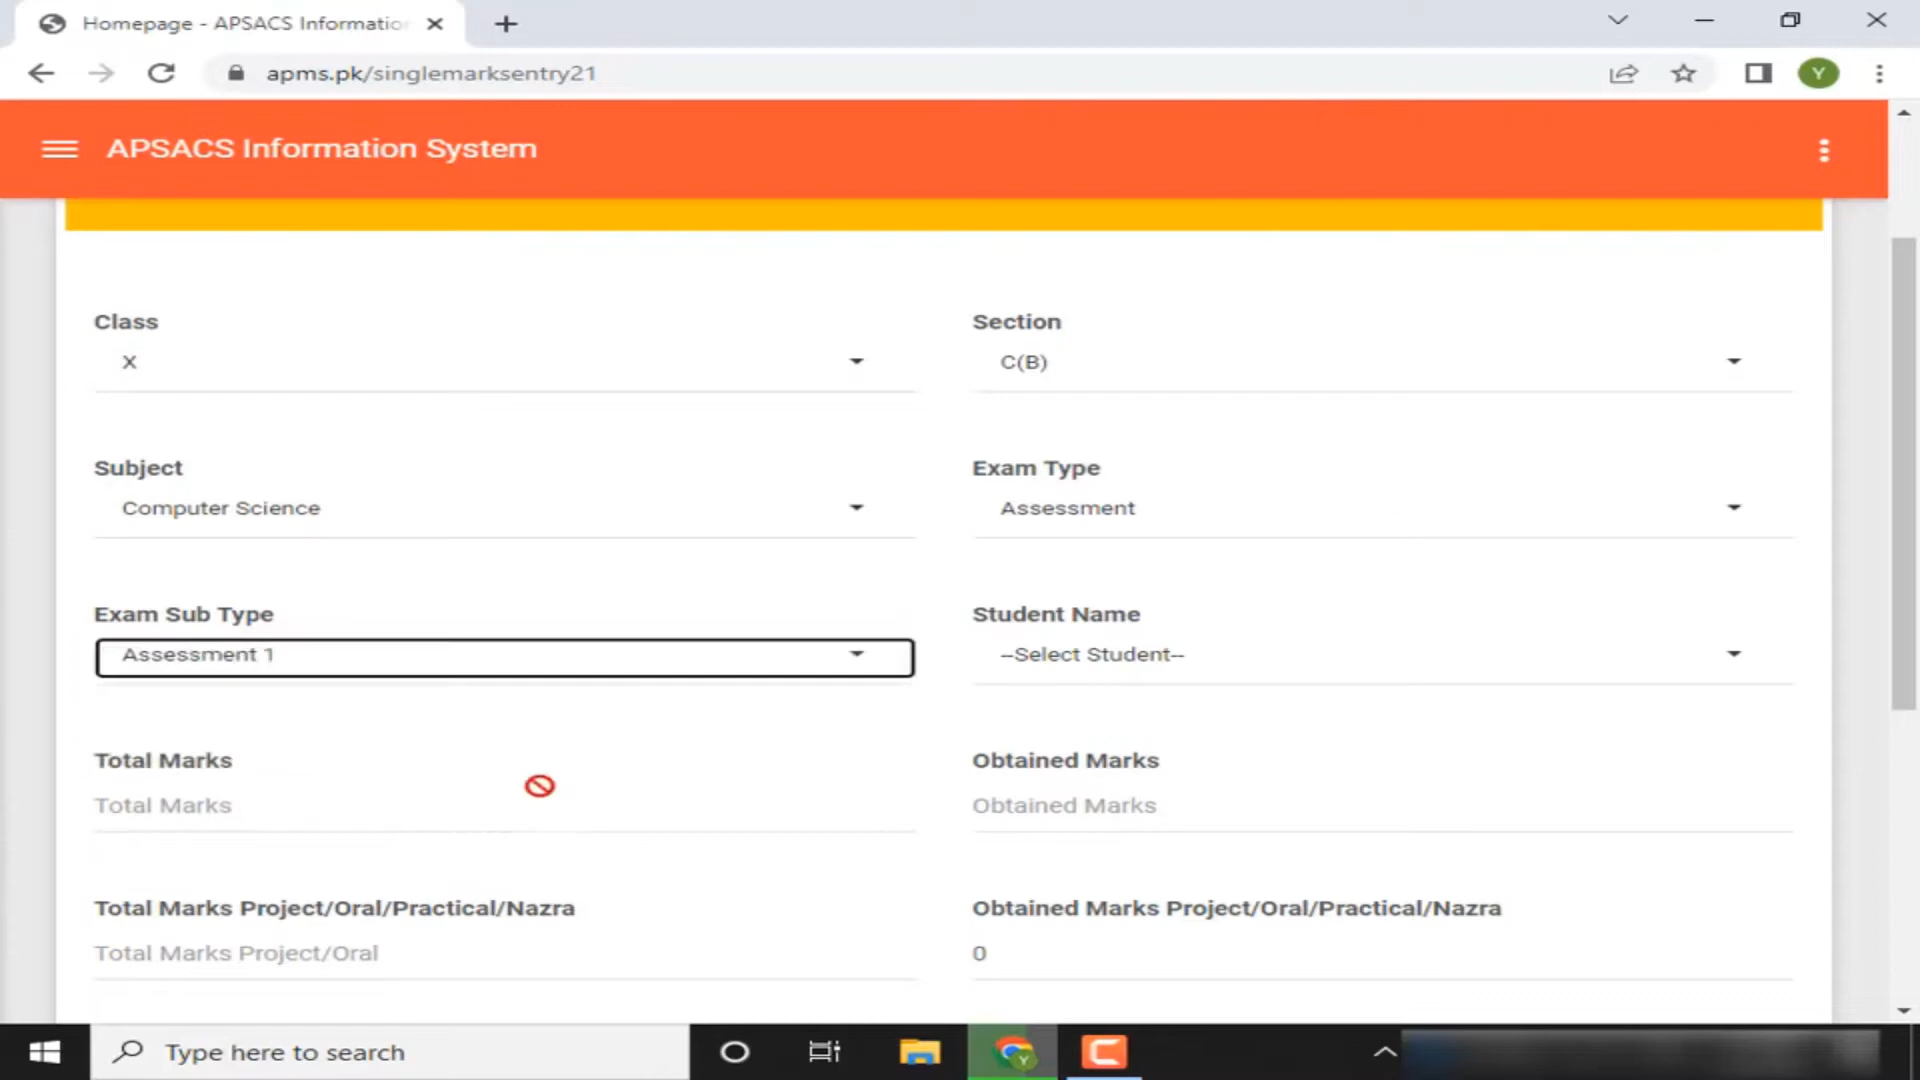 Homepage - APSACS Informatio
apms.pk/singlemarksentry21
Y
APSACS Information System
Class
Section
X
C(B)
Subject
Exam Type
Computer Science
Assessment
Exam Sub Type
Student Name
Assessment 1
--Select Student--
Total Marks
Obtained Marks
Total Marks
Obtained Marks
Total Marks Project/Oral/Practical/Nazra
Obtained Marks Project/Oral/Practical/Nazra
Total Marks Project/Oral
0
Type here to search